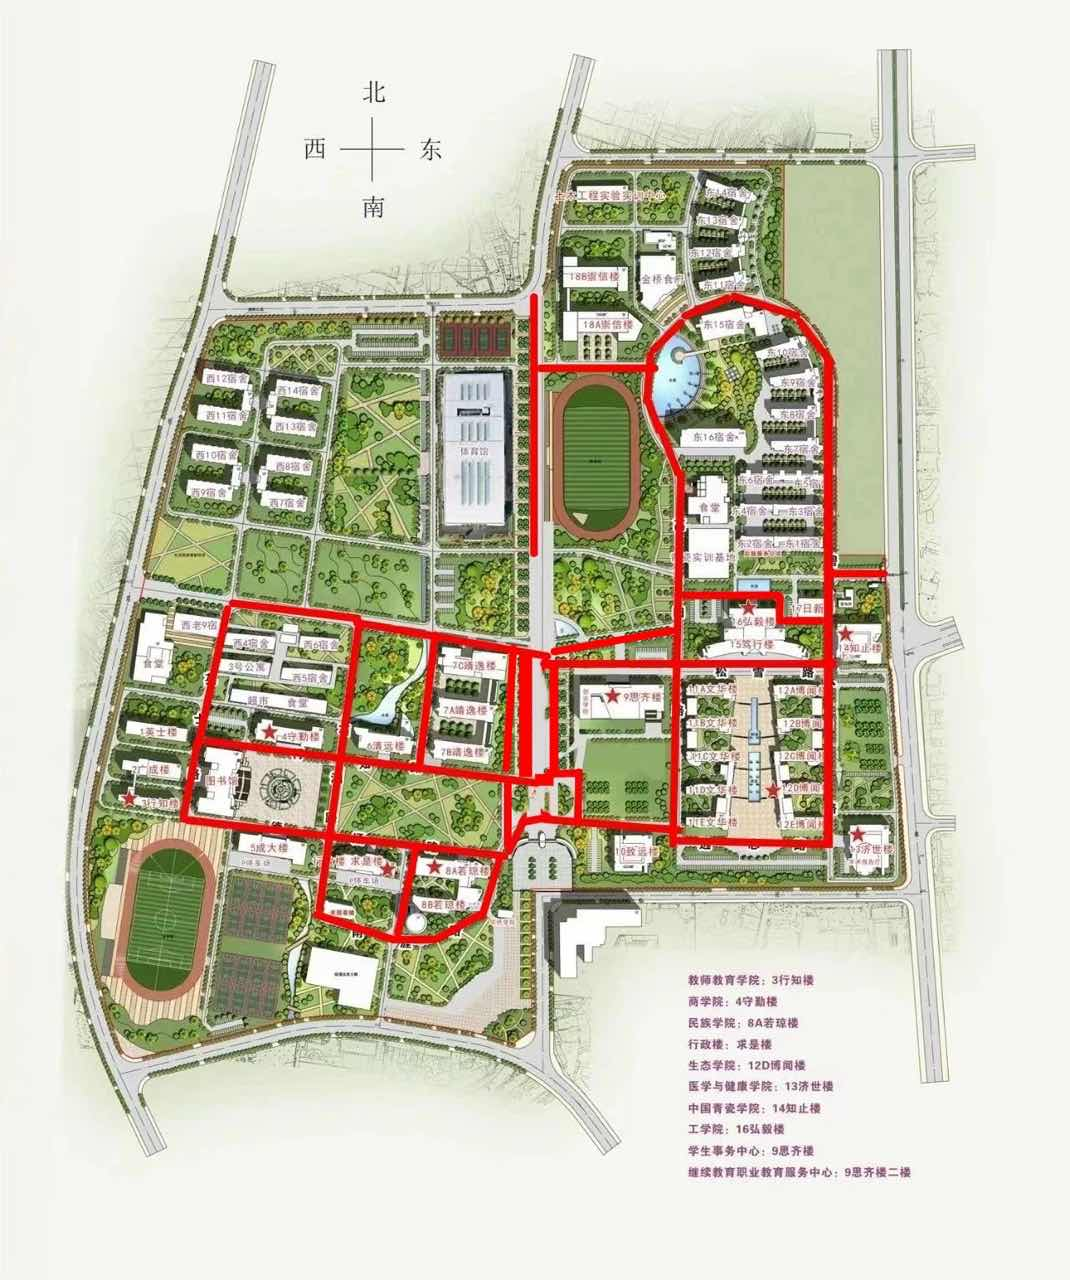 北
西 东
南
土木工程实验实训中心
东14宿舍
东13宿舍
东12宿舍
东11宿舍
18B崇信楼
金桥食府
18A崇信楼
东15宿舍
东10宿舍
东9宿舍
东8宿舍
东7宿舍
东16宿舍
西12宿舍
西14宿舍
西11宿舍
西13宿舍
体育馆
西10宿舍
西8宿舍
西9宿舍
西7宿舍
东6宿舍
东5宿
食堂
东4宿舍
东3宿舍
东2宿舍
东1宿舍
瓷实训基地
16弘毅楼
17日新
15笃行楼
14知止楼
西老9宿
西4宿舍
西6宿舍
食堂
3号公寓
西5宿舍
超市 食堂
7C靖逸楼
7A靖逸楼
7B靖逸楼
松雪路
9思齐楼
11A文华楼
12A博闻
11B文华楼
12B博闻
11C文华楼
12C博闻
11D文华楼
12D博闻
11E文华楼
12E博闻
1英士楼
4守勤楼
6清远楼
2广成楼
图书馆
3行知楼
5成大楼
P停车场
求是楼
P停车场
8A若琼楼
8B若琼楼
10致远楼
13济世楼
教师教育学院：3行知楼
商学院：4守勤楼
民族学院：8A若琼楼
行政楼：求是楼
生态学院：12D博闻楼
医学与健康学院：13济世楼
中国青瓷学院：14知止楼
工学院：16弘毅楼
学生事务中心：9思齐楼
继续教育职业教育服务中心：9思齐楼二楼